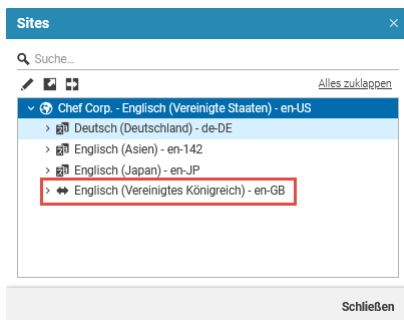 Sites
Suche...
Alles zuklappen
Chef Corp. - Englisch (Vereinigte Staaten) - en-US
Deutsch (Deutschland) - de-DE
Englisch (Asien) - en-142
Englisch (Japan) - en-JP
Englisch (Vereinigtes Königreich) - en-GB
Schließen